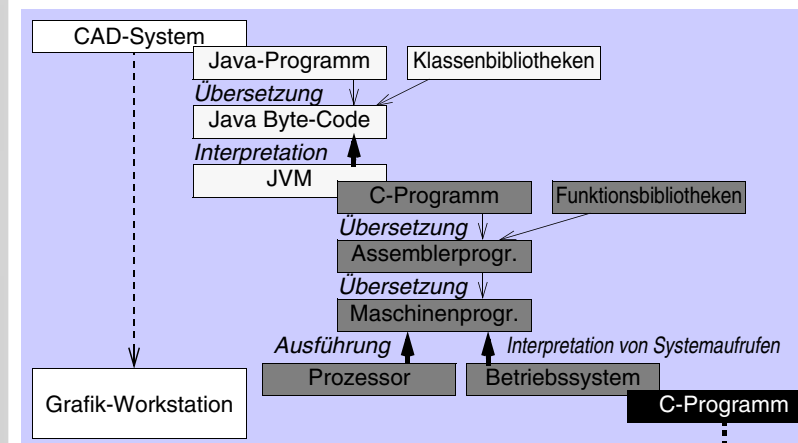 CAD-System
Java-Programm
Klassenbibliotheken
Übersetzung
Java Byte-Code
Interpretation
JVM
C-Programm
Funktionsbibliotheken
Übersetzung
Assemblerprogr.
Übersetzung
Maschinenprogr.
Ausführung
Interpretation von Systemaufrufen
Prozessor
Betriebssystem
Grafik-Workstation
C-Programm